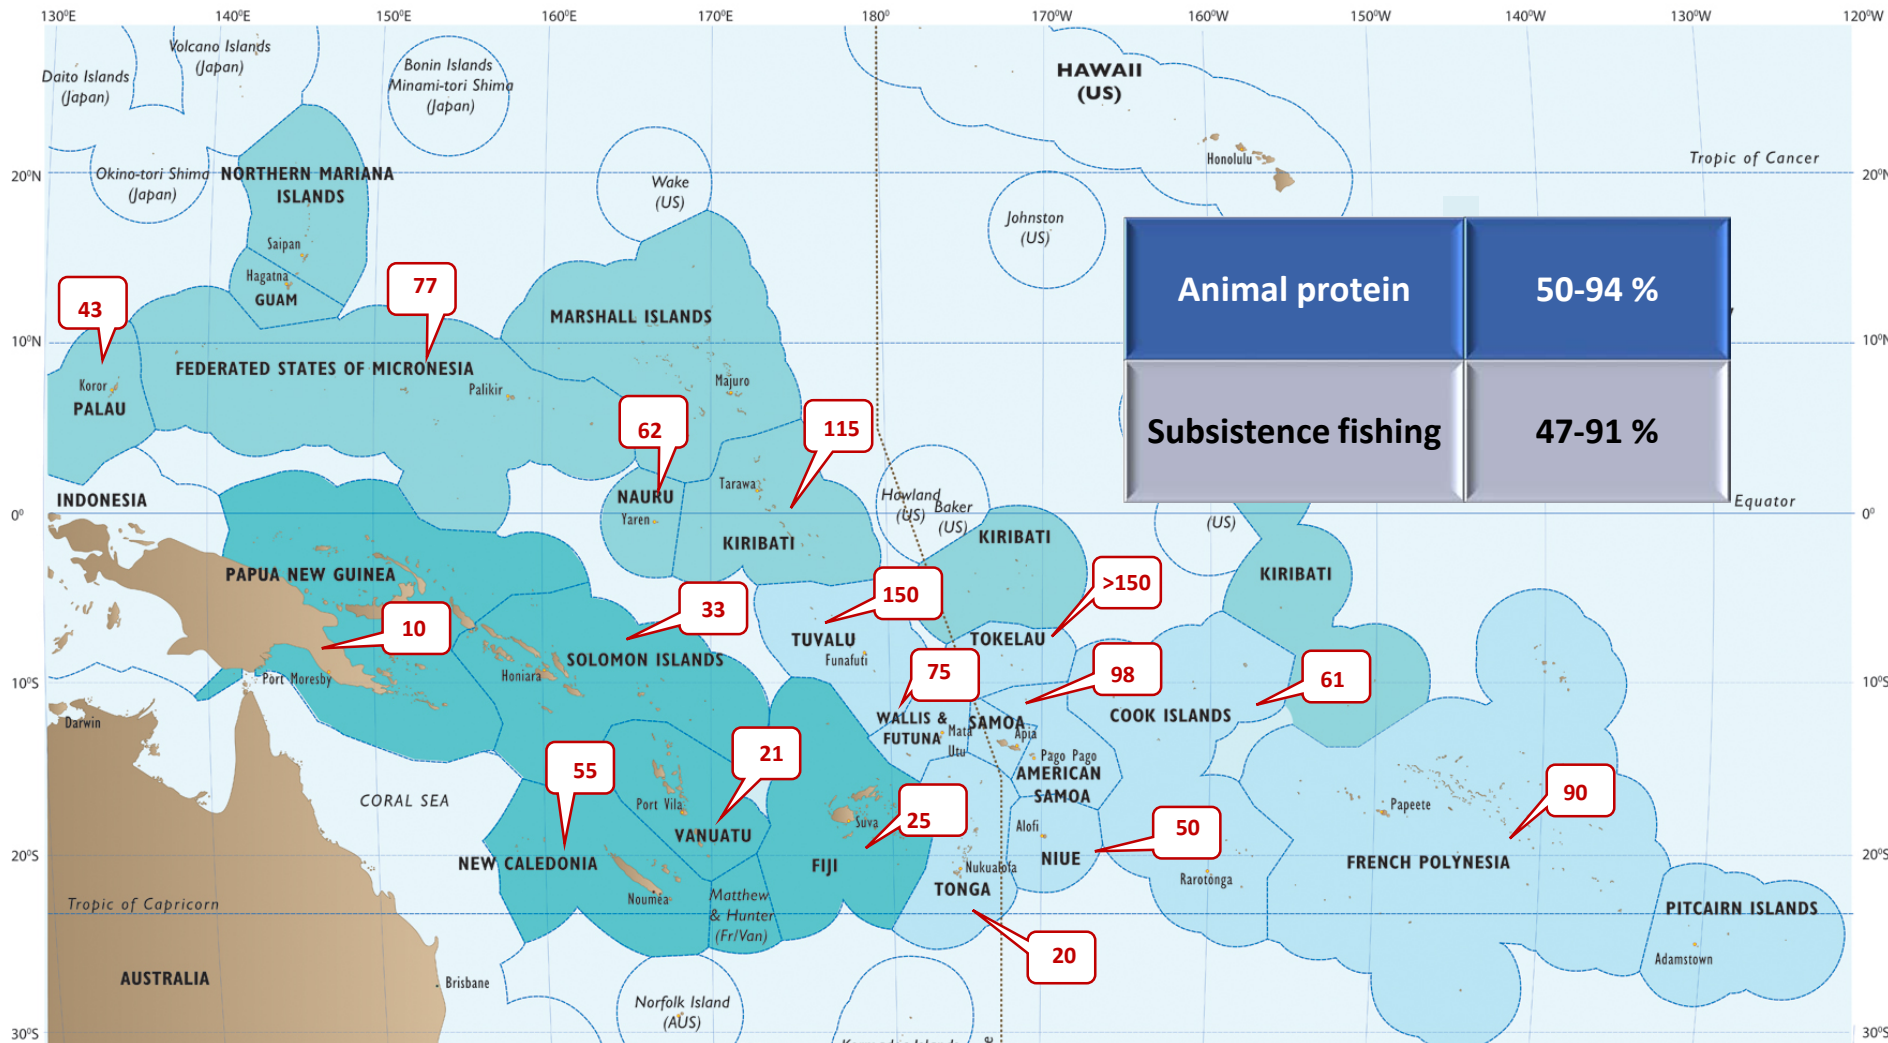 130°E 140°E 150°E 160°E 170°E 180° 170°W 160°W 150°W 140°W 130°W 120°W
Volcano Islands
(Japan)
Daito Islands
(Japan)
Bonin Islands
Minami-tori Shima
(Japan)
HAWAII
(US)
Honolulu
Tropic of Cancer
20°N
20°N
Okino-tori Shima
(Japan)
NORTHERN MARIANA
ISLANDS
Saipan
Hagatna
GUAM
Wake
(US)
Johnston
(US)
Animal protein
50-94 %
Subsistence fishing
47-91 %
43
77
MARSHALL ISLANDS
10°N
10°N
FEDERATED STATES OF MICRONESIA
Koror
PALAU
Palikir
Majuro
62
115
INDONESIA
NAURU
Yaren
Tarawa
KIRIBATI
Howland
(US)
Baker
(US)
KIRIBATI
(US)
Equator
0°
0°
KIRIBATI
PAPUA NEW GUINEA
10
33
150
>150
TUVALU
Funafuti
TOKELAU
SOLOMON ISLANDS
Honiara
Port Moresby
75
98
61
10°S
10°S
Darwin
WALLIS &
FUTUNA
Mata
Utu
SAMOA
Apia
COOK ISLANDS
Pago Pago
AMERICAN
SAMOA
55
21
CORAL SEA
Port Vila
VANUATU
Suva
25
Alofi
50
Papeete
90
NEW CALEDONIA
FIJI
NIUE
FRENCH POLYNESIA
20°S
20°S
Noumea
Nukualofa
TONGA
Rarotonga
Tropic of Capricorn
Matthew
& Hunter
(Fr/Van)
PITCAIRN ISLANDS
Adamstown
20
AUSTRALIA
Brisbane
Norfolk Island
(AUS)
30°S
30°S